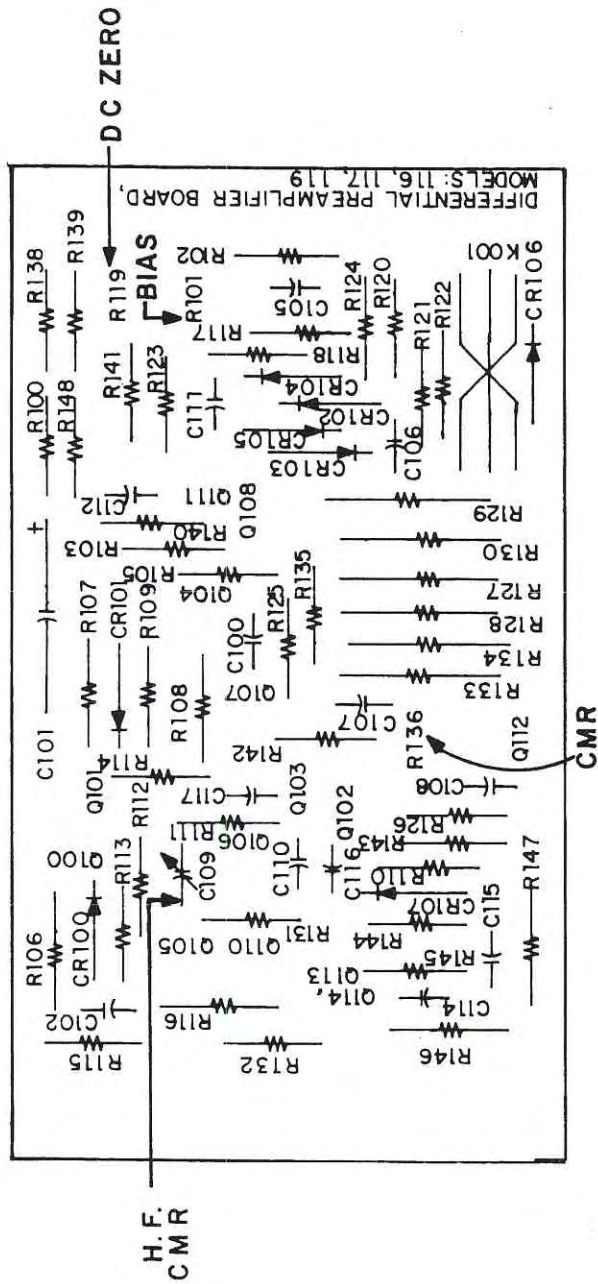 DC ZERO
H.F.
CMR
BIAS
CMR
DIFFERENTIAL PREAMPLIFIER BOARD,
MODELS: 116, 117, 119
R138
R139
R119
R101
R102
C105
R117
R118
R124
R120
R121
R122
K001
CR106
R100
R148
R141
R123
C111
CR104
CR102
CR105
CR103
C106
+
C112
Q111
R140
Q108
R103
R105
Q104
R129
R130
R127
R128
R134
R133
C101
R107
CR101
R109
R108
C100
Q107
R125
R135
R142
C107
R136
Q112
R114
Q101
R112
C117
Q103
R111
Q106
C109
C110
Q102
C116
C108
R126
R143
R110
CR107
R147
Q100
R113
R106
CR100
Q105
Q110
R131
R144
C115
R145
Q113
Q114,
C114
R146
C102
R115
R116
R132